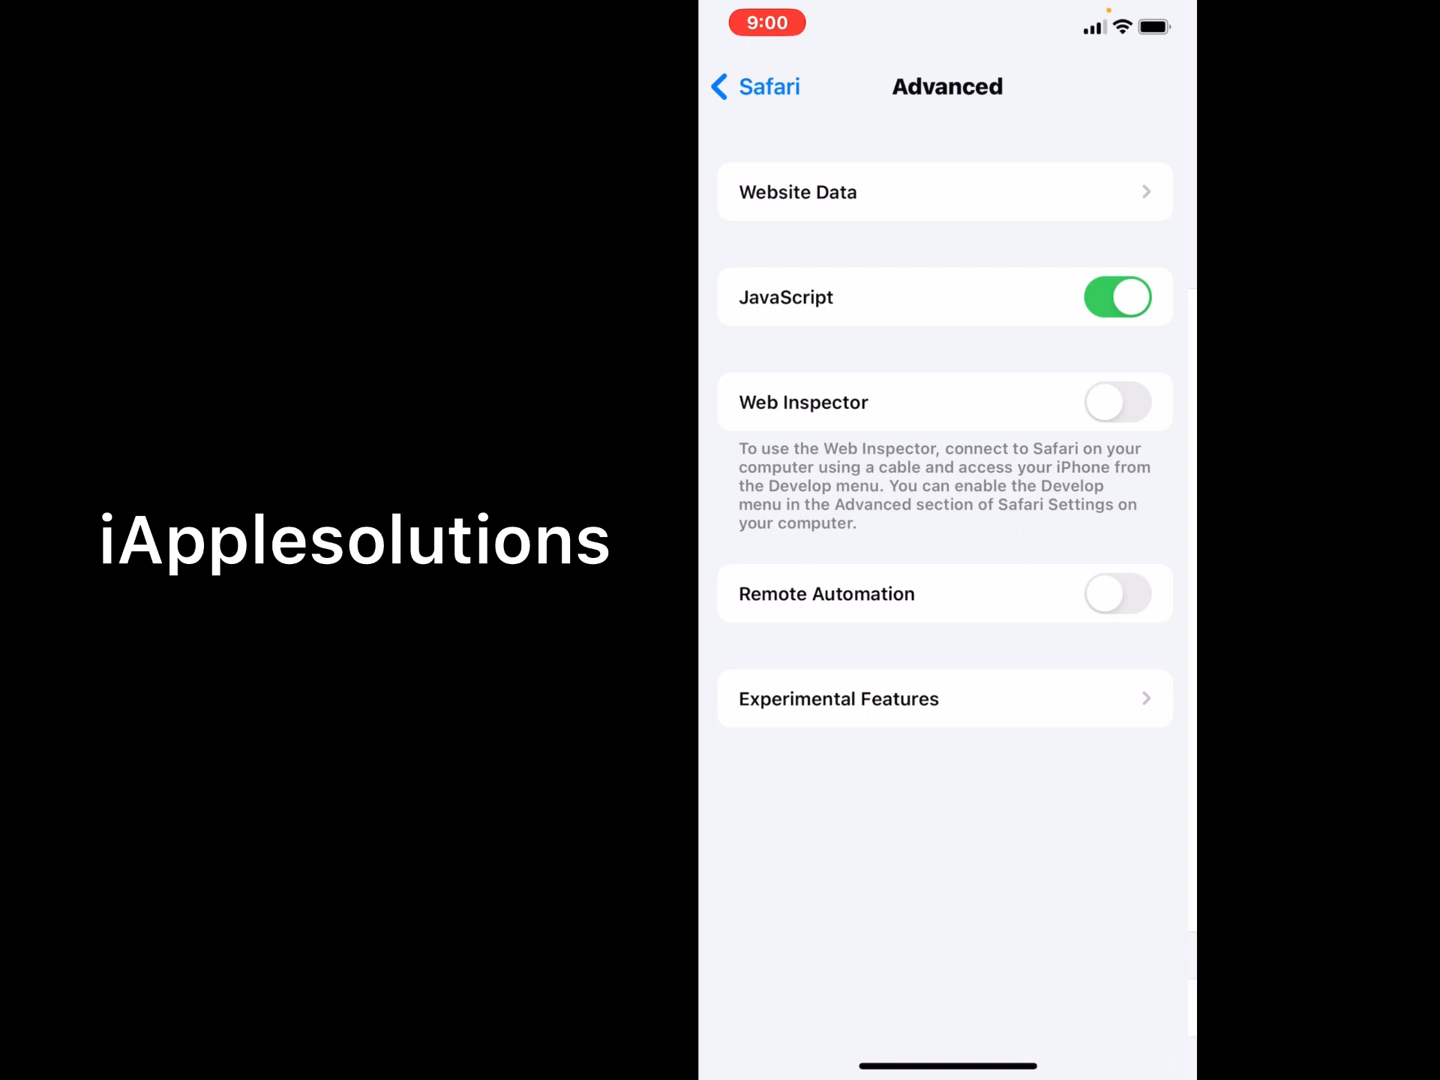 iApplesolutions
9:00
Safari
Advanced
Website Data
JavaScript
Web Inspector
To use the Web Inspector, connect to Safari on your
computer using a cable and access your iPhone from
the Develop menu. You can enable the Develop
menu in the Advanced section of Safari Settings on
your computer.
Remote Automation
Experimental Features